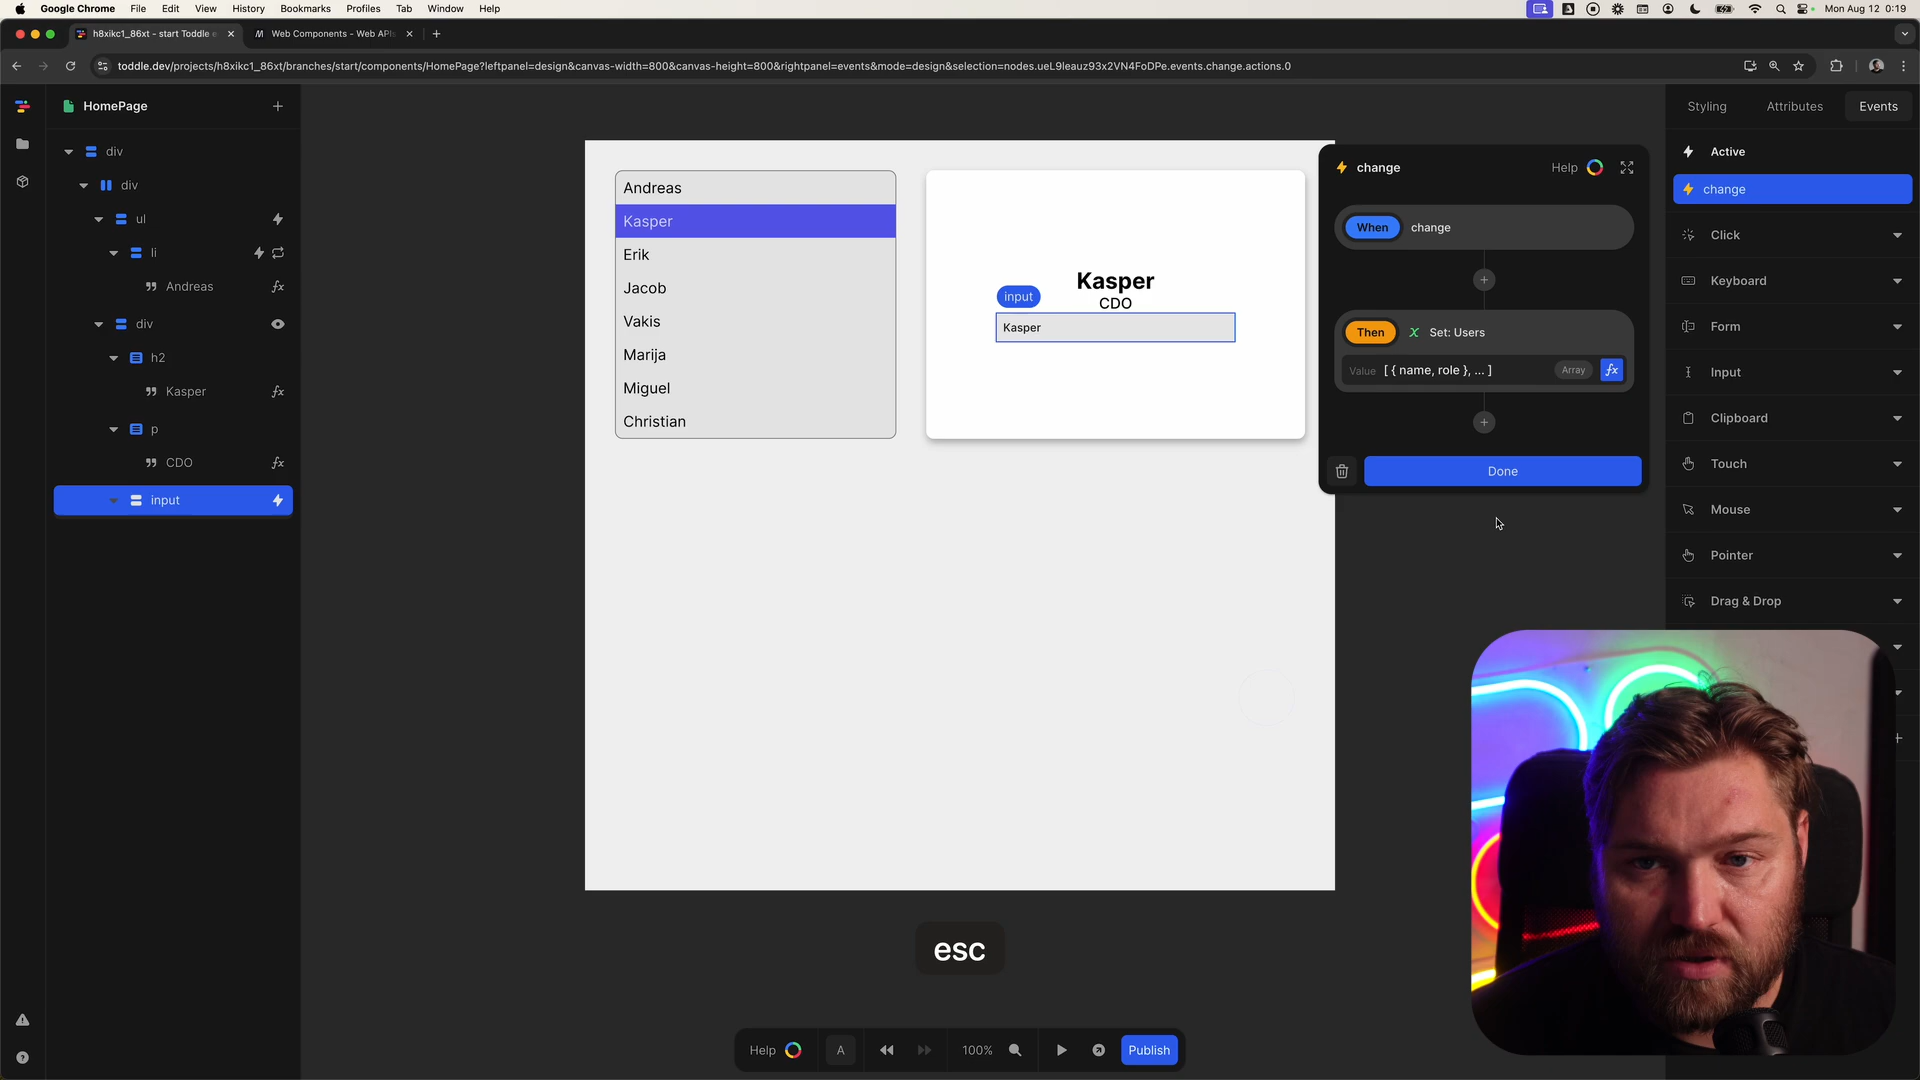 Google Chrome File Edit View History Bookmarks Profiles Tab Window Help Mon Aug 12 0:19
h8xikc1_86xt - start Toddle e Web Components - Web APIs
toddle.dev/projects/h8xikc1_86xt/branches/start/components/HomePage?leftpanel=design&canvas-width=800&canvas-height=800&rightpanel=events&mode=design&selection=nodes.ueL9leauz93x2VN4FoDPe.events.change.actions.0
HomePage
div
div
ul
li
Andreas
div
h2
Kasper
p
CDO
input
Andreas
Kasper
Erik
Jacob
Vakis
Marija
Miguel
Christian
Kasper
CDO
input
Kasper
change Help
When change
Then Set: Users
Value [ { name, role }, ... ] Array fx
Done
Styling Attributes Events
Active
change
Click
Keyboard
Form
Input
Clipboard
Touch
Mouse
Pointer
Drag & Drop
esc
Help A 100% Publish